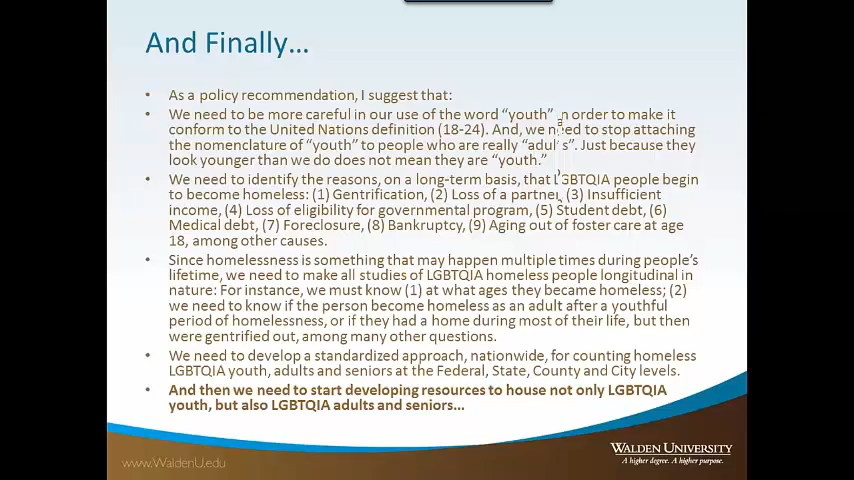 And Finally...
• As a policy recommendation, I suggest that:
• We need to be more careful in our use of the word “youth” in order to make it
conform to the United Nations definition (18-24). And, we need to stop attaching
the nomenclature of “youth” to people who are really “adults”. Just because they
look younger than we do does not mean they are “youth.”
• We need to identify the reasons, on a long-term basis, that LGBTQIA people begin
to become homeless: (1) Gentrification, (2) Loss of a partner, (3) Insufficient
income, (4) Loss of eligibility for governmental program, (5) Student debt, (6)
Medical debt, (7) Foreclosure, (8) Bankruptcy, (9) Aging out of foster care at age
18, among other causes.
• Since homelessness is something that may happen multiple times during people’s
lifetime, we need to make all studies of LGBTQIA homeless people longitudinal in
nature: For instance, we must know (1) at what ages they became homeless; (2)
we need to know if the person become homeless as an adult after a youthful
period of homelessness, or if they had a home during most of their life, but then
were gentrified out, among many other questions.
• We need to develop a standardized approach, nationwide, for counting homeless
LGBTQIA youth, adults and seniors at the Federal, State, County and City levels.
• And then we need to start developing resources to house not only LGBTQIA
youth, but also LGBTQIA adults and seniors...
WALDEN UNIVERSITY
A higher degree. A higher purpose.
www.WaldenU.edu